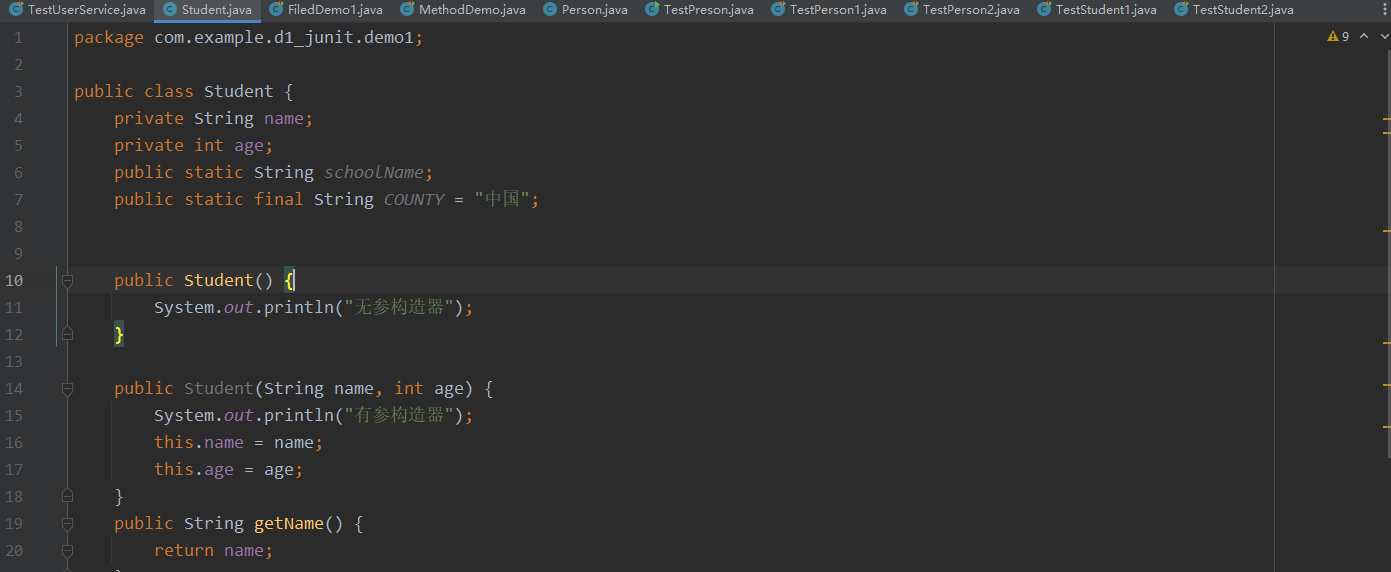 TestUserService.java Student.java FiledDemo1.java MethodDemo.java Person.java TestPreson.java TestPerson1.java TestPerson2.java TestStudent1.java TestStudent2.java
1 package com.example.d1_junit.demo1; 9
2
3 public class Student {
4 private String name;
5 private int age;
6 public static String schoolName;
7 public static final String COUNTY = "中国";
8
9
10 public Student() {
11 System.out.println("无参构造器");
12 }
13
14 public Student(String name, int age) {
15 System.out.println("有参构造器");
16 this.name = name;
17 this.age = age;
18 }
19 public String getName() {
20 return name;